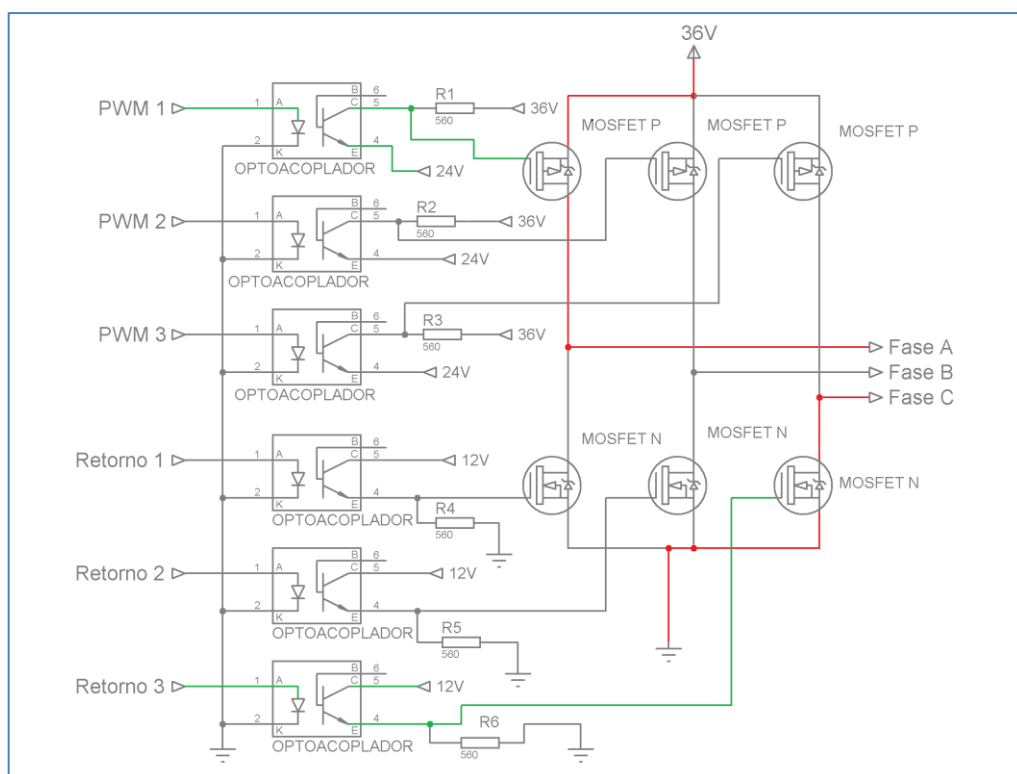 36V
PWM 1
1 A
B 6
C 5
2 K
E 4
OPTOACOPLADOR
R1
560
36V
24V
MOSFET P
MOSFET P
MOSFET P
PWM 2
1 A
B 6
C 5
2 K
E 4
OPTOACOPLADOR
R2
560
36V
24V
PWM 3
1 A
B 6
C 5
2 K
E 4
OPTOACOPLADOR
R3
560
36V
24V
Fase A
Fase B
Fase C
Retorno 1
1 A
B 6
C 5
2 K
E 4
OPTOACOPLADOR
12V
R4
560
MOSFET N
MOSFET N
MOSFET N
Retorno 2
1 A
B 6
C 5
2 K
E 4
OPTOACOPLADOR
12V
R5
560
Retorno 3
1 A
B 6
C 5
2 K
E 4
OPTOACOPLADOR
12V
R6
560